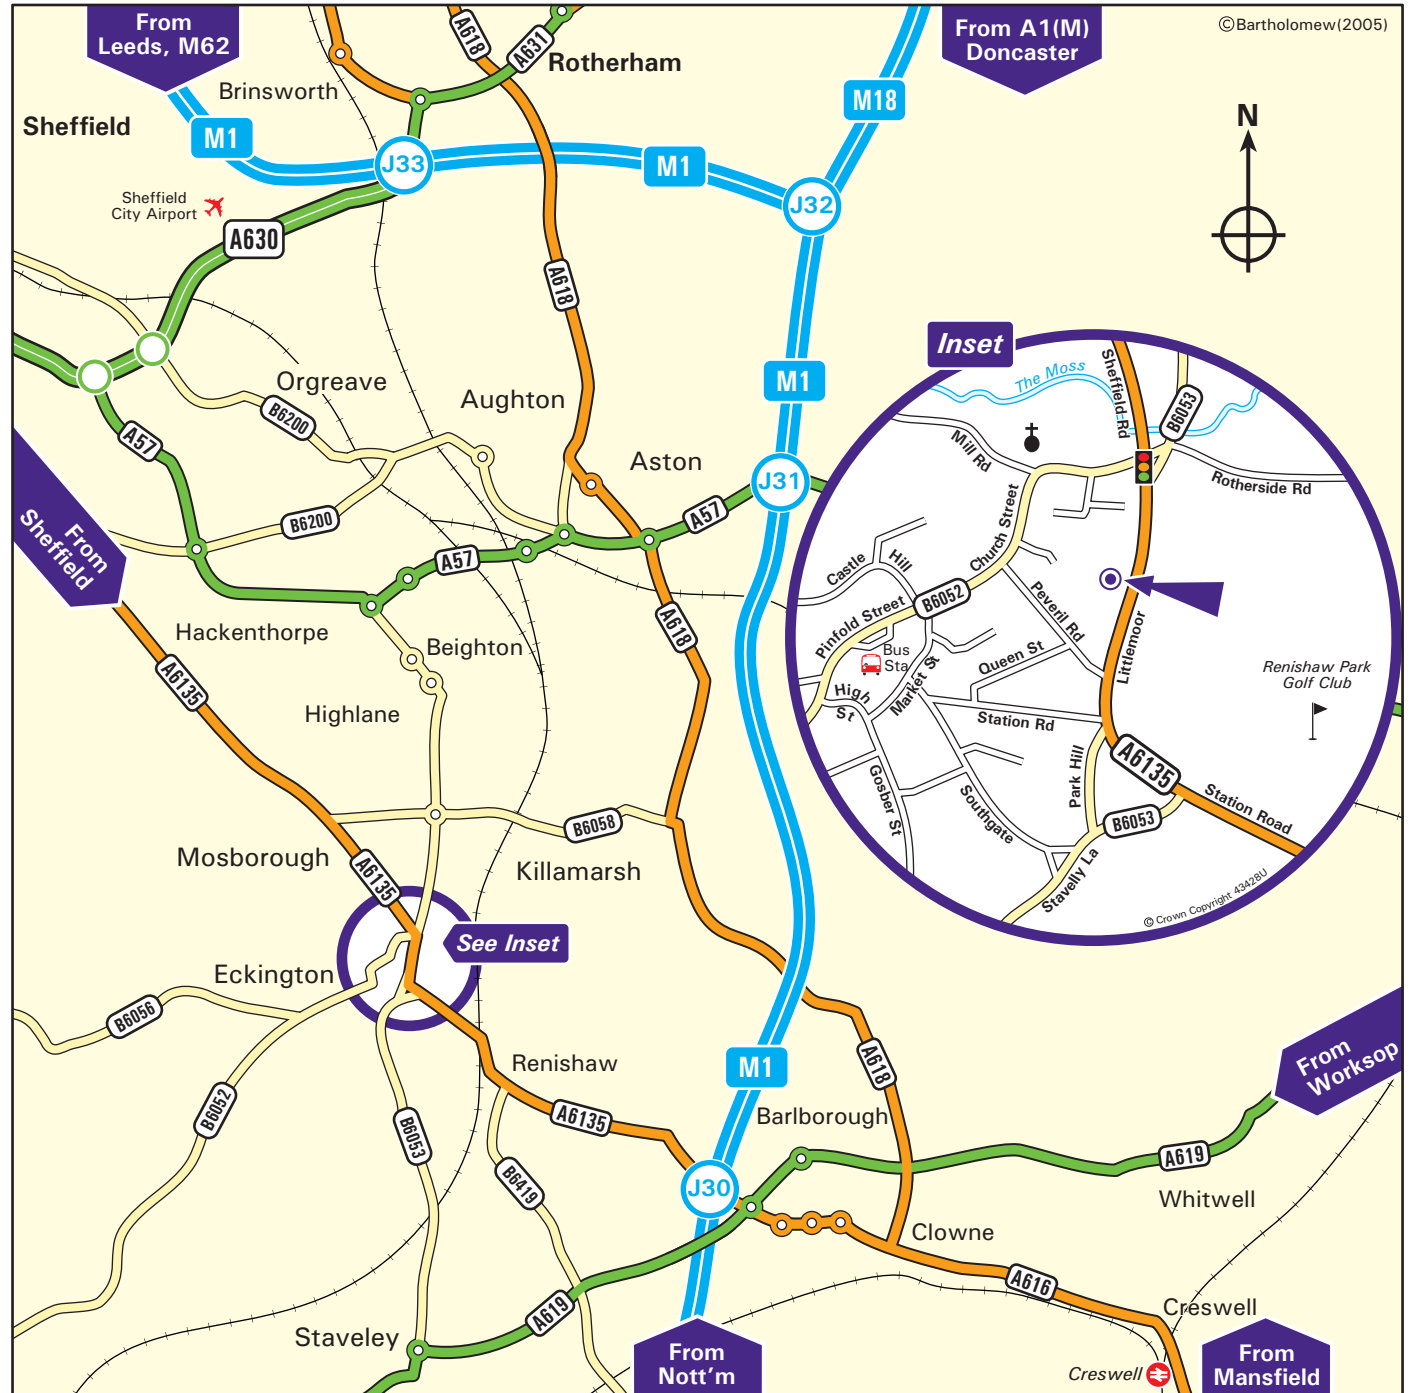 From
Leeds, M62
A618
A631
Rotherham
From A1(M)
Doncaster
©Bartholomew(2005)
Brinsworth
M18
Sheffield
M1
J33
M1
N
Sheffield
City Airport
J32
A630
A618
Inset
The Moss
Sheffield Rd
B6053
M1
Orgreave
Aughton
B6200
A57
Mill Rd
Aston
J31
Rotherside Rd
Church Street
B6200
A57
A57
From
Sheffield
Castle
Hill
B6052
Peveril Rd
Pinfold Street
Hackenthorpe
Beighton
A618
Bus
Sta
Queen St
Littlemoor
Renishaw Park
Golf Club
A6135
Market St
High
St
Station Rd
Highlane
Park Hill
A6135
Gosber St
Southgate
B6053
Station Road
B6058
Mosborough
A6135
Killamarsh
Stavelly La
© Crown Copyright 43428U
See Inset
Eckington
B6056
From
Worksop
Renishaw
M1
A618
B6052
A6135
Barlborough
B6053
A619
B6419
J30
Whitwell
Clowne
A616
A619
Creswell
Staveley
From
Nott'm
Creswell
From
Mansfield